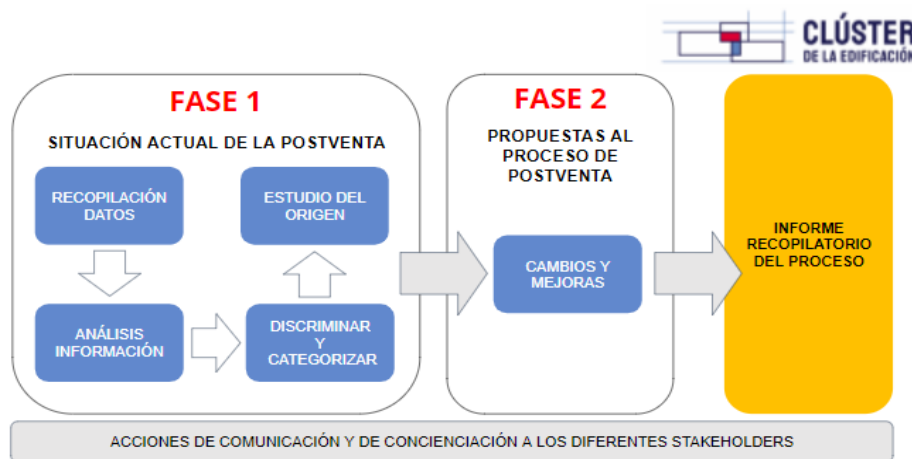 CLÚSTER
DE LA EDIFICACIÓN
FASE 1
SITUACIÓN ACTUAL DE LA POSTVENTA
RECOPILACIÓN
DATOS
ESTUDIO DEL
ORIGEN
ANÁLISIS
INFORMACIÓN
DISCRIMINAR
Y
CATEGORIZAR
FASE 2
PROPUESTAS AL
PROCESO DE
POSTVENTA
CAMBIOS Y
MEJORAS
INFORME
RECOPILATORIO
DEL PROCESO
ACCIONES DE COMUNICACIÓN Y DE CONCIENCIACIÓN A LOS DIFERENTES STAKEHOLDERS